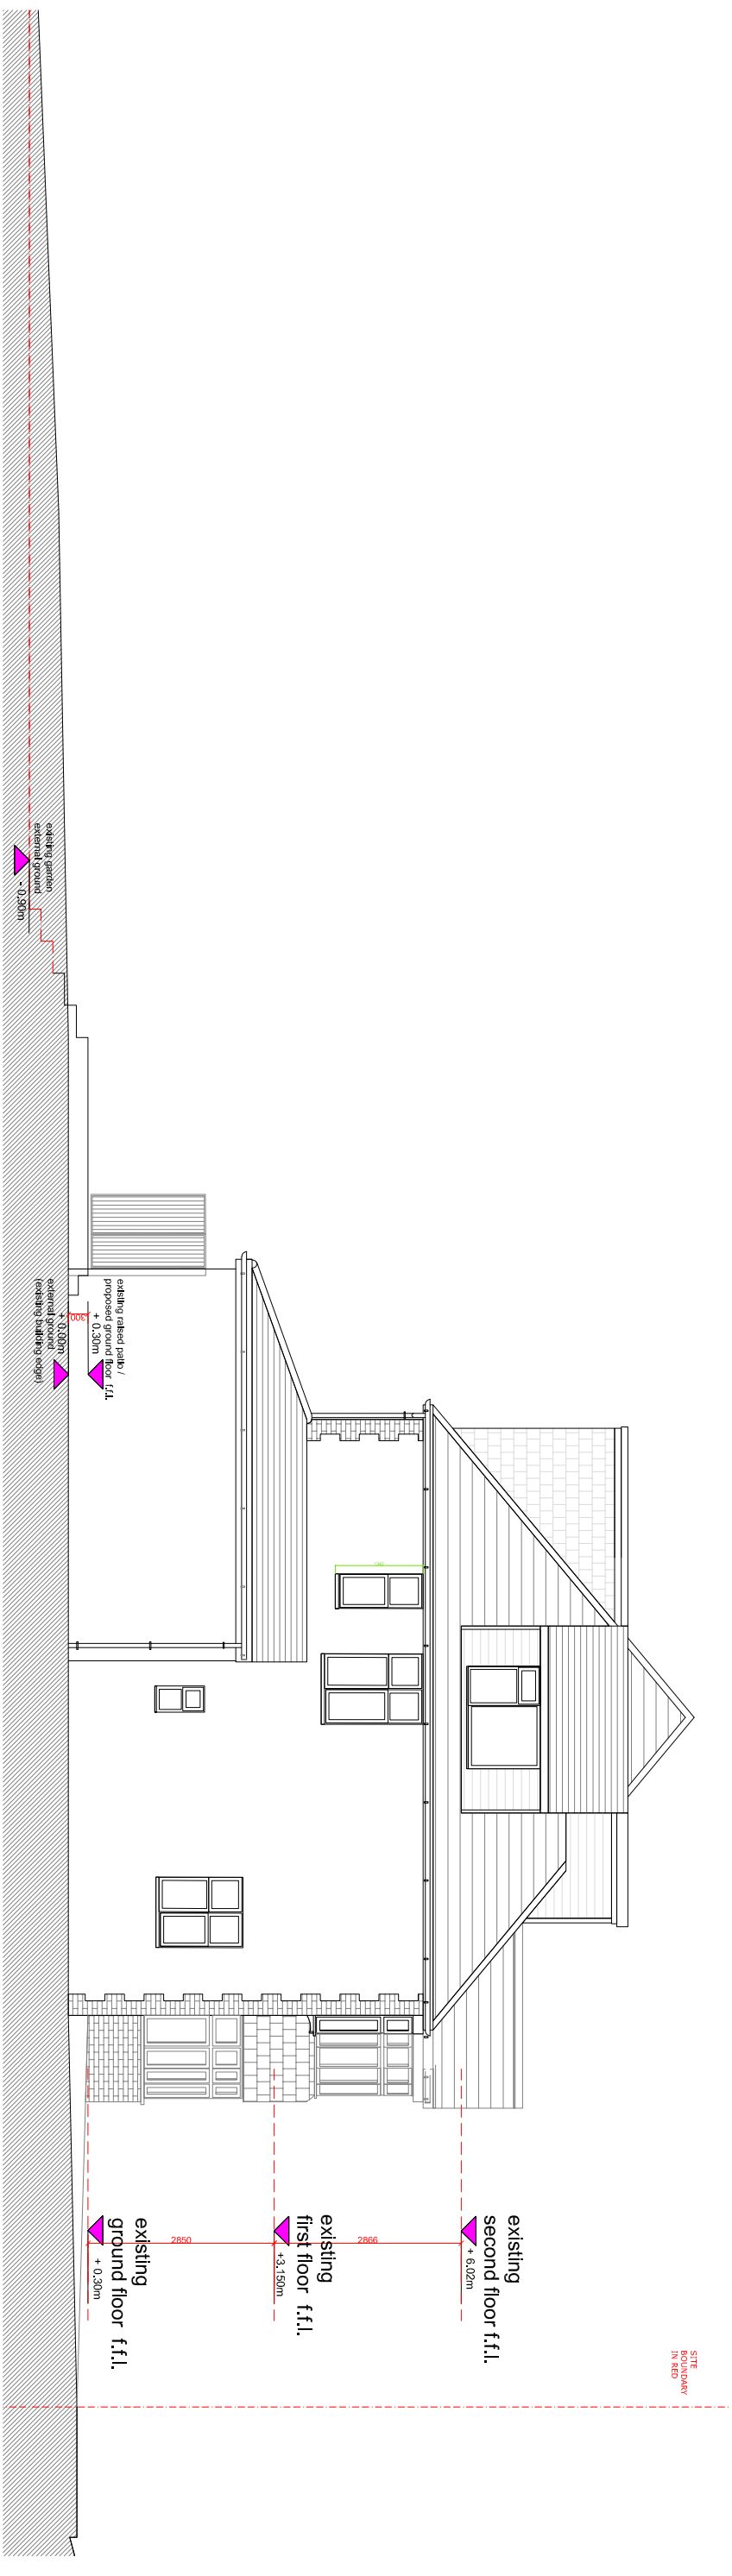 existing garden
external ground
- 0.90m
existing raised patio /
proposed ground floor f.f.l.
+ 0.30m
300
+ 0.00m
external ground
(existing building edge)
existing
second floor f.f.l.
+ 6.02m
2866
existing
first floor f.f.l.
+3.150m
2850
existing
ground floor f.f.l.
+ 0.30m
SITE
BOUNDARY
IN RED